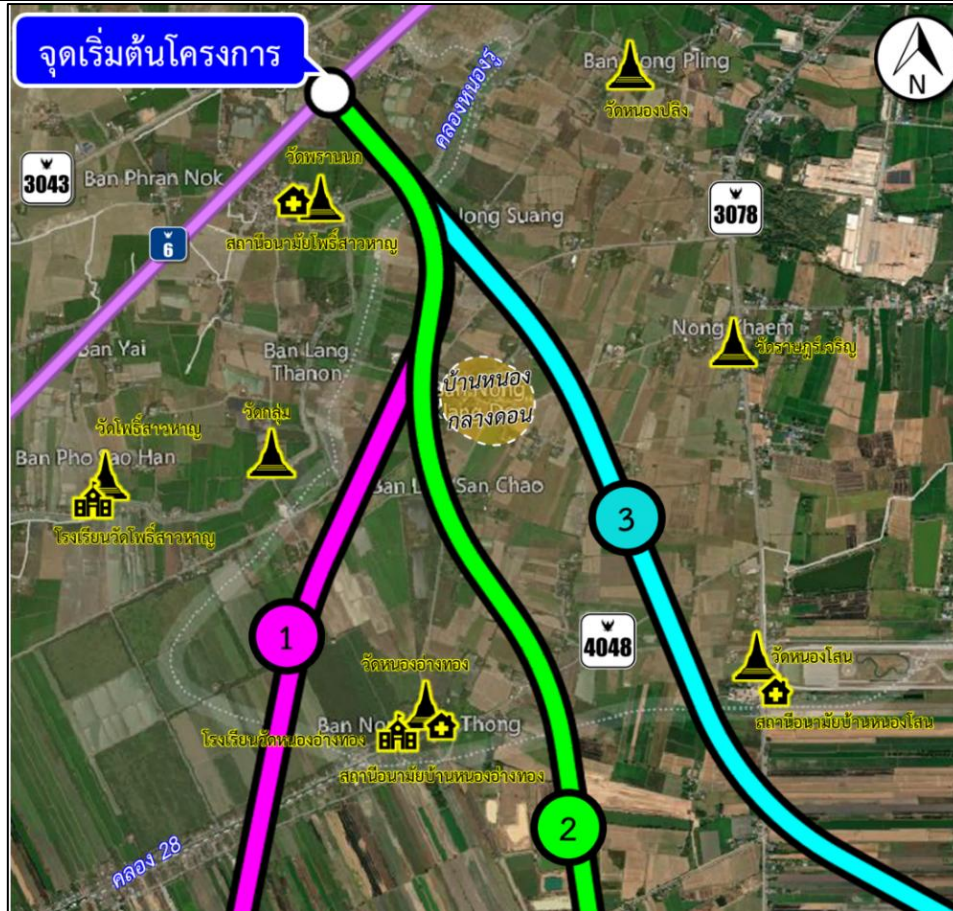 จุดเริ่มต้นโครงการ
Ban Nong Pling
วัดหนองปลิง
N
คลองหนองรู
3043
Ban Phran Nok
วัดพรานนก
สถานีอนามัยโพธิ์สาวหาญ
3078
Nong Suang
6
Ban Yai
Ban Lang
Thanon
Nong Khaem
วัดราษฎร์เจริญ
บ้านหนอง
กลางดอน
วัดโพธิ์สาวหาญ
วัดกลุ่ม
Ban Pho Sao Han
San Chao
โรงเรียนวัดโพธิ์สาวหาญ
3
1
4048
วัดหนองโสน
วัดหนองอ่างทอง
สถานีอนามัยบ้านหนองโสน
Thong
โรงเรียนวัดหนองอ่างทอง
สถานีอนามัยบ้านหนองอ่างทอง
2
คลอง 28